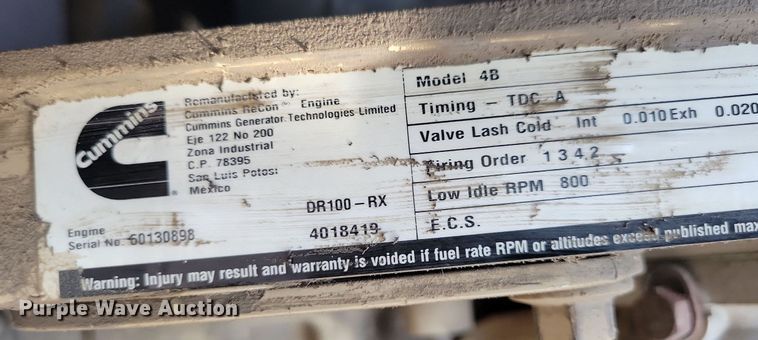 Cummins
Remanufacted by:
Cummins ReCon Engine
Cummins Generator Technologies Limited
Eje 122 No 200
Zona Industrial
C.P. 78395
San Luis Potosi
México
Engine
Serial No. 60130898
DR100-RX
4018419
Model 4B
Timing - TDC A
Valve Lash Cold Int 0.010 Exh 0.020
Firing Order 1 3 4 2
Low Idle RPM 800
E.C.S.
Warning: Injury may result and warranty is voided if fuel rate RPM or altitudes exceed published max
Purple Wave Auction